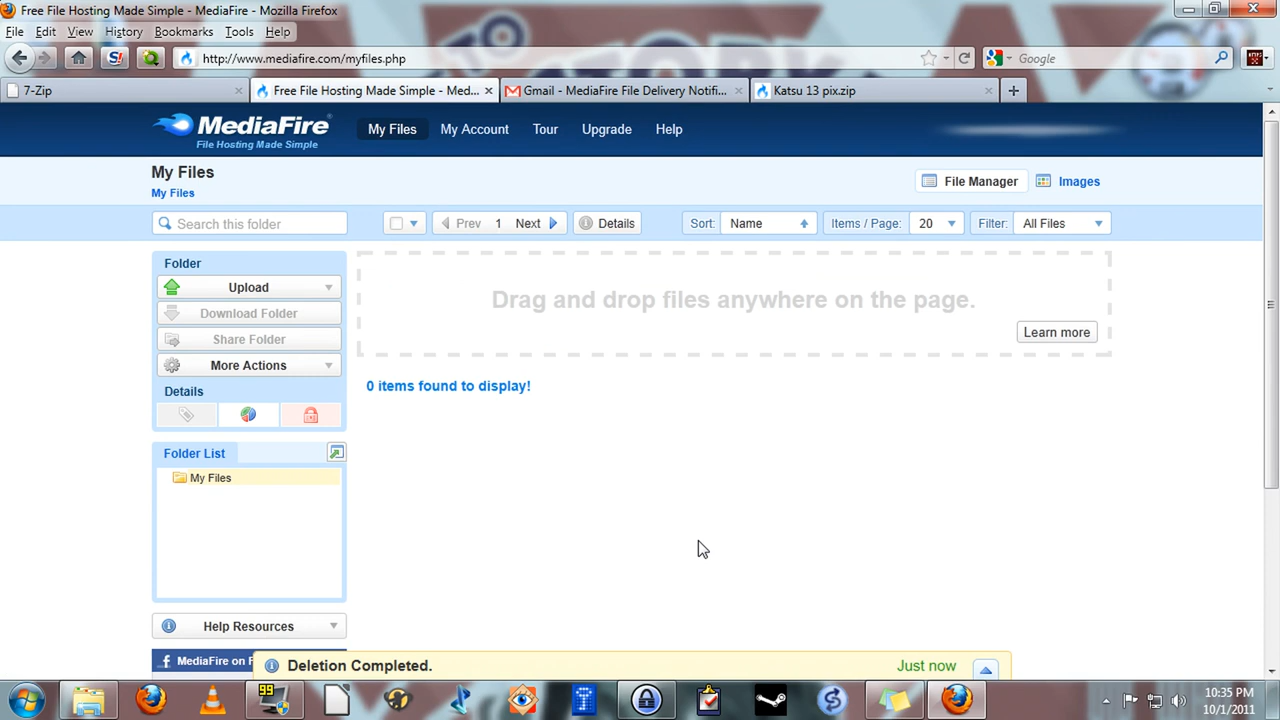 Free File Hosting Made Simple - MediaFire - Mozilla Firefox
File Edit View History Bookmarks Tools Help
http://www.mediafire.com/myfiles.php Google
7-Zip Free File Hosting Made Simple - Med... Gmail - MediaFire File Delivery Notifi... Katsu 13 pix.zip
MediaFire My Files My Account Tour Upgrade Help
File Hosting Made Simple
My Files
My Files
File Manager Images
Search this folder Prev 1 Next Details Sort: Name Items / Page: 20 Filter: All Files
Folder
Upload
Download Folder
Share Folder
More Actions
Details
Drag and drop files anywhere on the page.
Learn more
0 items found to display!
Folder List
My Files
Help Resources
MediaFire on F
Deletion Completed. Just now
99
10:35 PM
10/1/2011